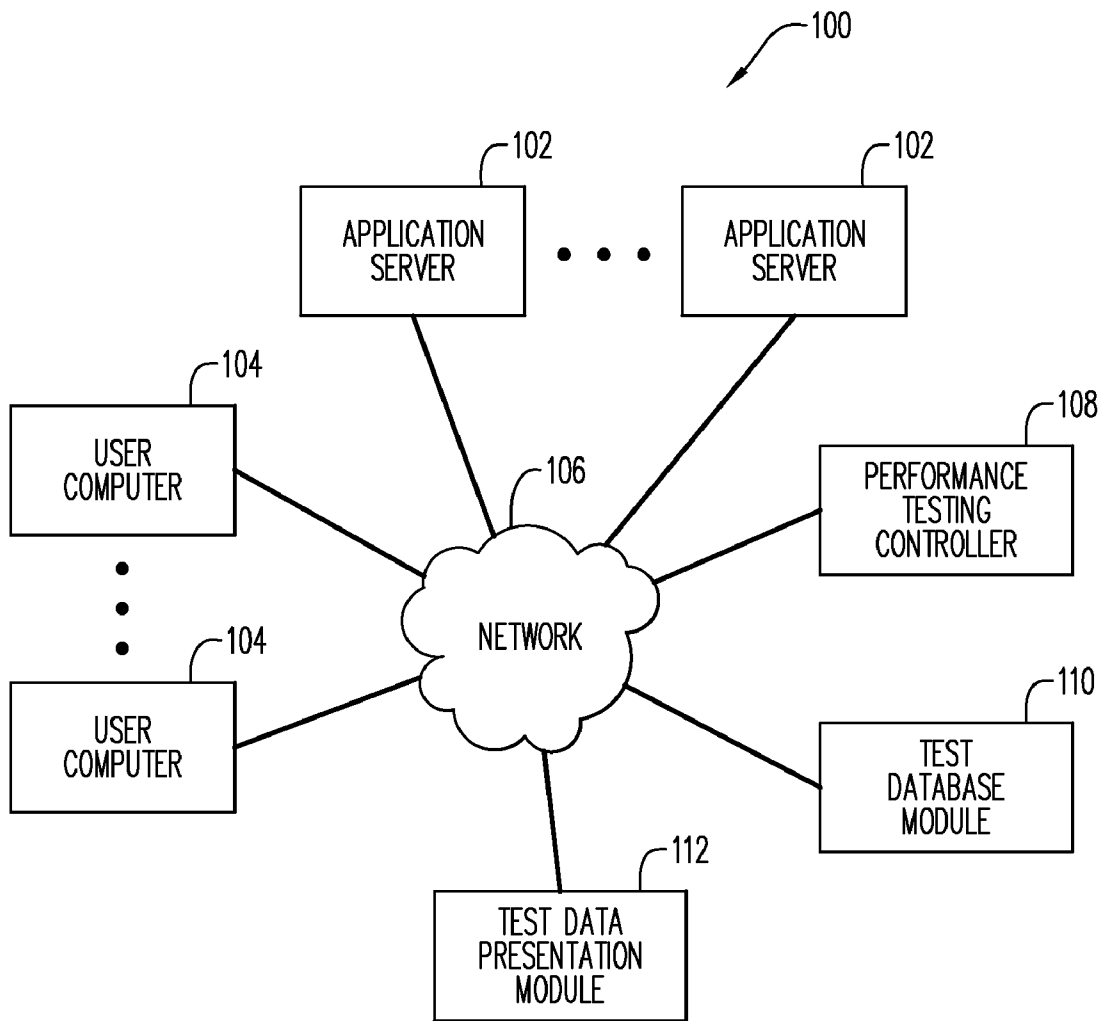 100
102
102
APPLICATION
SERVER
APPLICATION
SERVER
104
USER
COMPUTER
108
PERFORMANCE
TESTING
CONTROLLER
106
NETWORK
104
USER
COMPUTER
110
TEST
DATABASE
MODULE
112
TEST DATA
PRESENTATION
MODULE